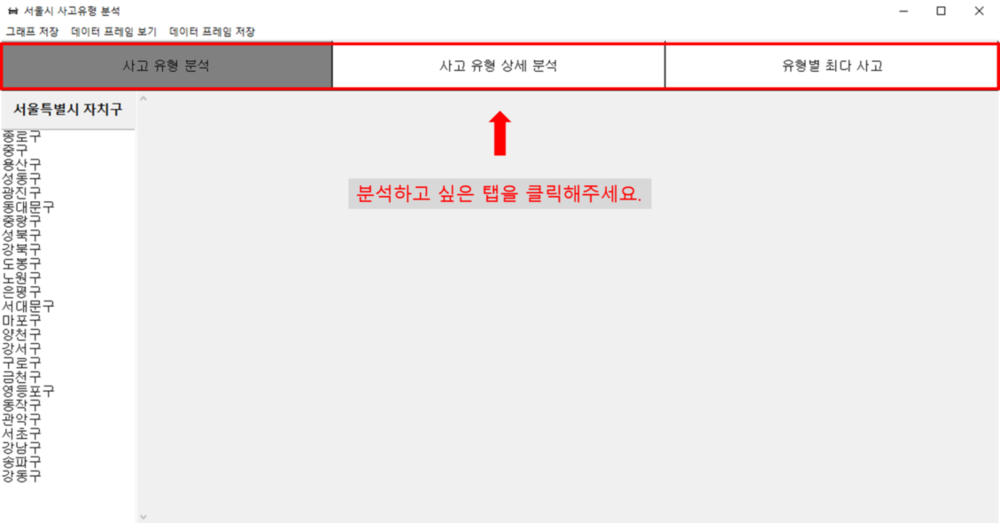 서울시 사고유형 분석
그래프 저장 데이터 프레임 보기 데이터 프레임 저장
사고 유형 분석 사고 유형 상세 분석 유형별 최다 사고
서울특별시 자치구
분석하고 싶은 탭을 클릭해주세요.
종로구
중구
용산구
성동구
광진구
동대문구
중랑구
성북구
강북구
도봉구
노원구
은평구
서대문구
마포구
양천구
강서구
구로구
금천구
영등포구
동작구
관악구
서초구
강남구
송파구
강동구